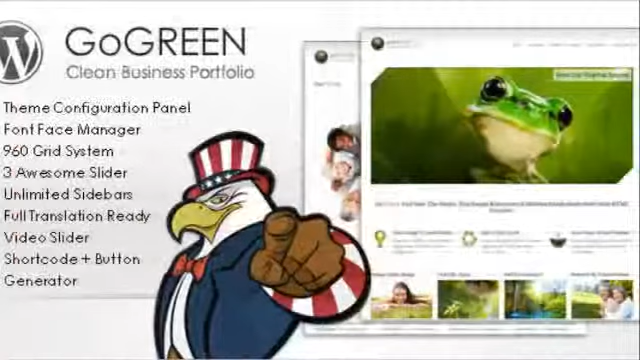 GoGREEN
Clean Business Portfolio
Theme Configuration Panel
Font Face Manager
960 Grid System
3 Awesome Slider
Unlimited Sidebars
Full Translation Ready
Video Slider
Shortcode + Button
Generator